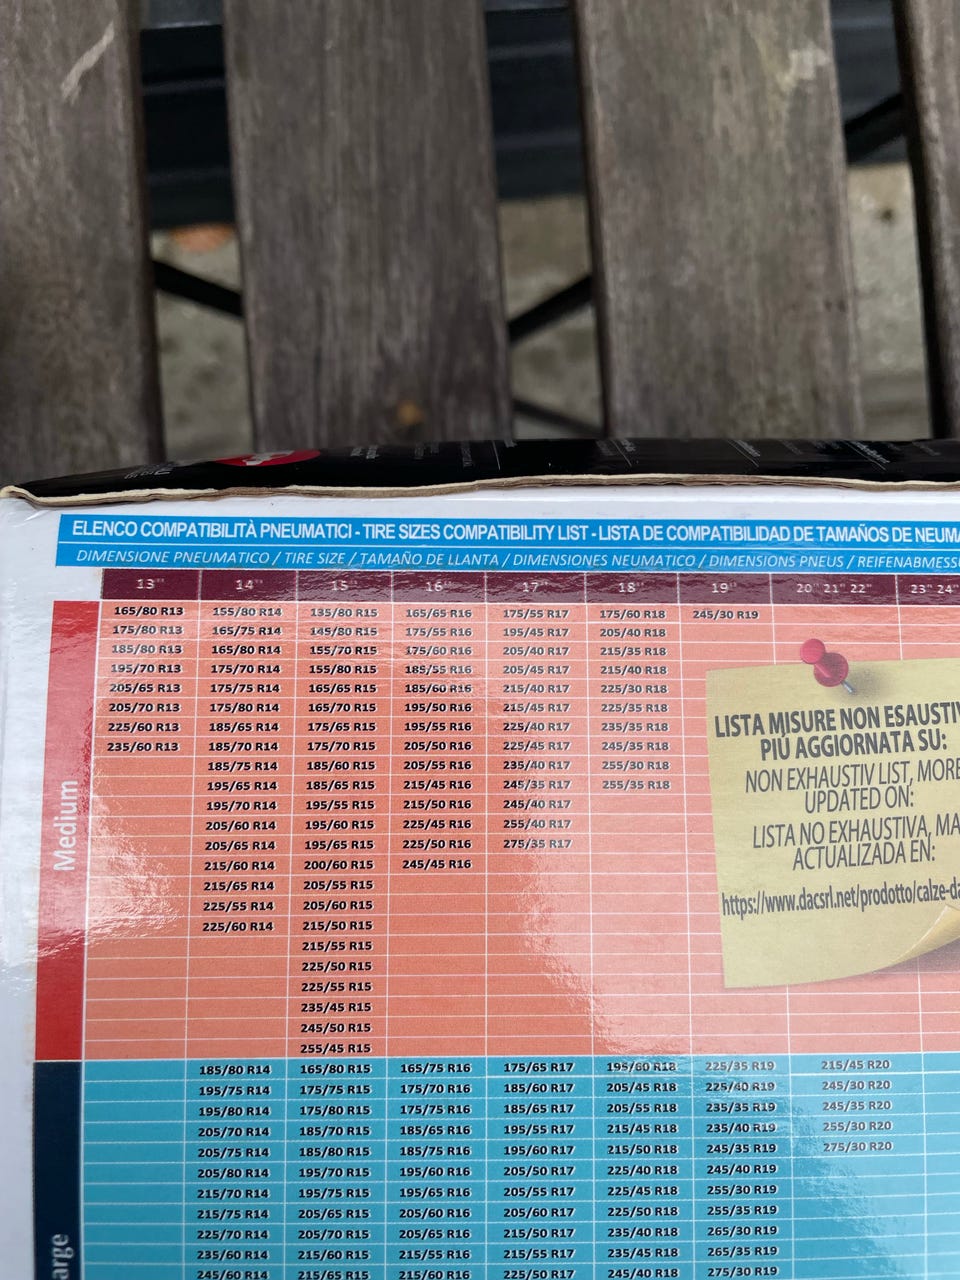 ELENCO COMPATIBILITÀ PNEUMATICI - TIRE SIZES COMPATIBILITY LIST - LISTA DE COMPATIBILIDAD DE TAMAÑOS DE NEUMA
DIMENSIONE PNEUMATICO / TIRE SIZE / TAMAÑO DE LLANTA / DIMENSIONES NEUMATICO / DIMENSIONS PNEUS / REIFENABMESSU
13" 14" 15" 16" 17" 18" 19" 20" 21" 22" 23" 24"
Medium
165/80 R13 155/80 R14 135/80 R15 165/65 R16 175/55 R17 175/60 R18 245/30 R19
175/80 R13 165/75 R14 145/80 R15 175/55 R16 195/45 R17 205/40 R18
185/80 R13 165/80 R14 155/70 R15 175/60 R16 205/40 R17 215/35 R18
195/70 R13 175/70 R14 155/80 R15 185/55 R16 205/45 R17 215/40 R18
205/65 R13 175/75 R14 165/65 R15 185/60 R16 215/40 R17 225/30 R18
205/70 R13 175/80 R14 165/70 R15 195/50 R16 215/45 R17 225/35 R18
225/60 R13 185/65 R14 175/65 R15 195/55 R16 225/40 R17 235/35 R18
235/60 R13 185/70 R14 175/70 R15 205/50 R16 225/45 R17 245/35 R18
185/75 R14 185/60 R15 205/55 R16 235/40 R17 255/30 R18
195/65 R14 185/65 R15 215/45 R16 245/35 R17 255/35 R18
195/70 R14 195/55 R15 215/50 R16 245/40 R17
205/60 R14 195/60 R15 225/45 R16 255/40 R17
205/65 R14 195/65 R15 225/50 R16 275/35 R17
215/60 R14 200/60 R15 245/45 R16
215/65 R14 205/55 R15
225/55 R14 205/60 R15
225/60 R14 215/50 R15
215/55 R15
225/50 R15
225/55 R15
235/45 R15
245/50 R15
255/45 R15
LISTA MISURE NON ESAUSTIV
PIÙ AGGIORNATA SU:
NON EXHAUSTIV LIST, MORE
UPDATED ON:
LISTA NO EXHAUSTIVA, MA
ACTUALIZADA EN:
https://www.dacsrl.net/prodotto/calze-da
arge
185/80 R14 165/80 R15 165/75 R16 175/65 R17 195/60 R18 225/35 R19 215/45 R20
195/75 R14 175/75 R15 175/70 R16 185/60 R17 205/45 R18 225/40 R19 245/30 R20
195/80 R14 175/80 R15 175/75 R16 185/65 R17 205/55 R18 235/35 R19 245/35 R20
205/70 R14 185/70 R15 185/65 R16 195/55 R17 215/45 R18 235/40 R19 255/30 R20
205/75 R14 185/80 R15 185/75 R16 195/60 R17 215/50 R18 245/35 R19 275/30 R20
205/80 R14 195/70 R15 195/60 R16 205/50 R17 225/40 R18 245/40 R19
215/70 R14 195/75 R15 195/65 R16 205/55 R17 225/45 R18 255/30 R19
215/75 R14 205/65 R15 205/60 R16 205/60 R17 225/50 R18 255/35 R19
225/70 R14 205/70 R15 205/65 R16 215/50 R17 235/40 R18 265/30 R19
235/60 R14 215/60 R15 215/55 R16 215/55 R17 235/45 R18 265/35 R19
245/60 R14 215/65 R15 215/60 R16 225/50 R17 245/40 R18 275/30 R19